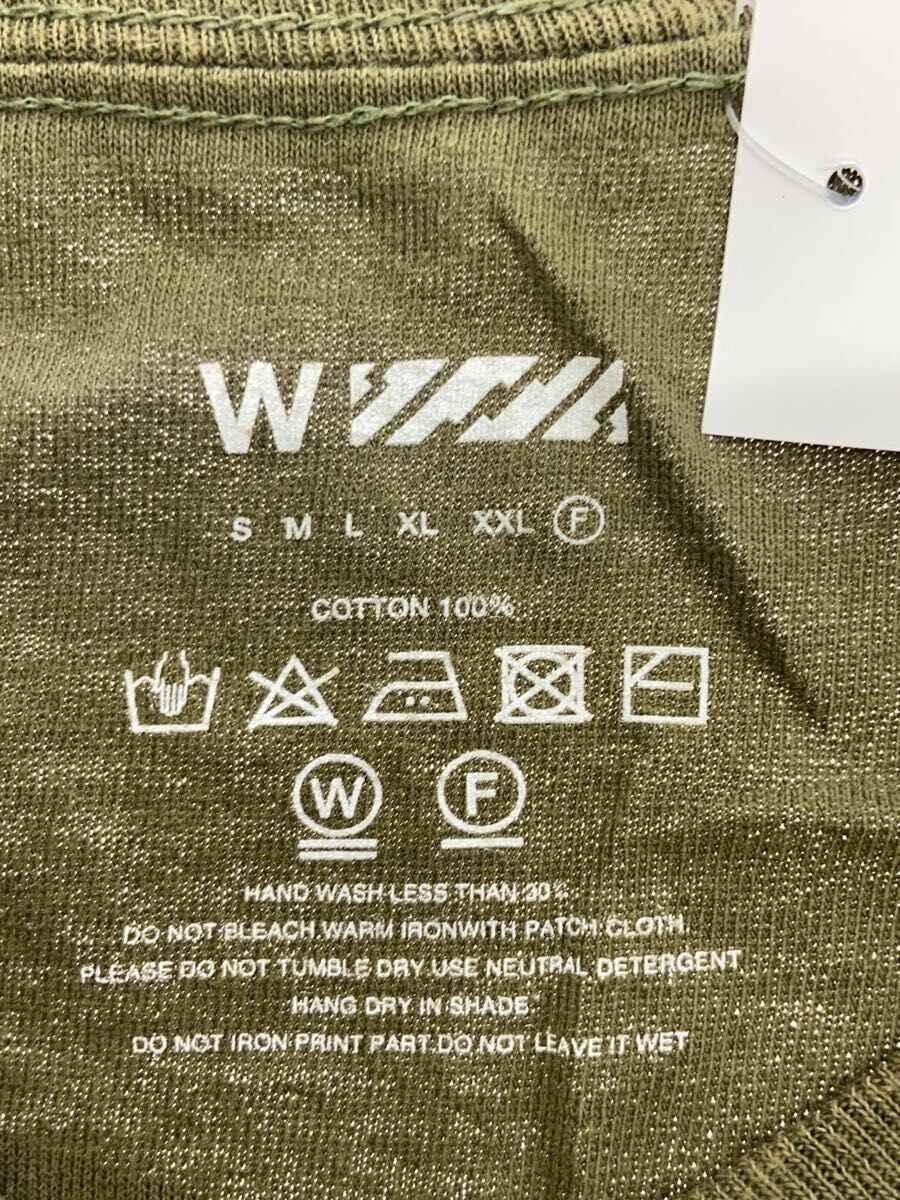 W
S M L XL XXL F
COTTON 100%
W F
HAND WASH LESS THAN 30%
DO NOT BLEACH WARM IRONWITH PATCH CLOTH.
PLEASE DO NOT TUMBLE DRY USE NEUTRAL DETERGENT
HANG DRY IN SHADE.
DO NOT IRON PRINT PART.DO NOT LEAVE IT WET